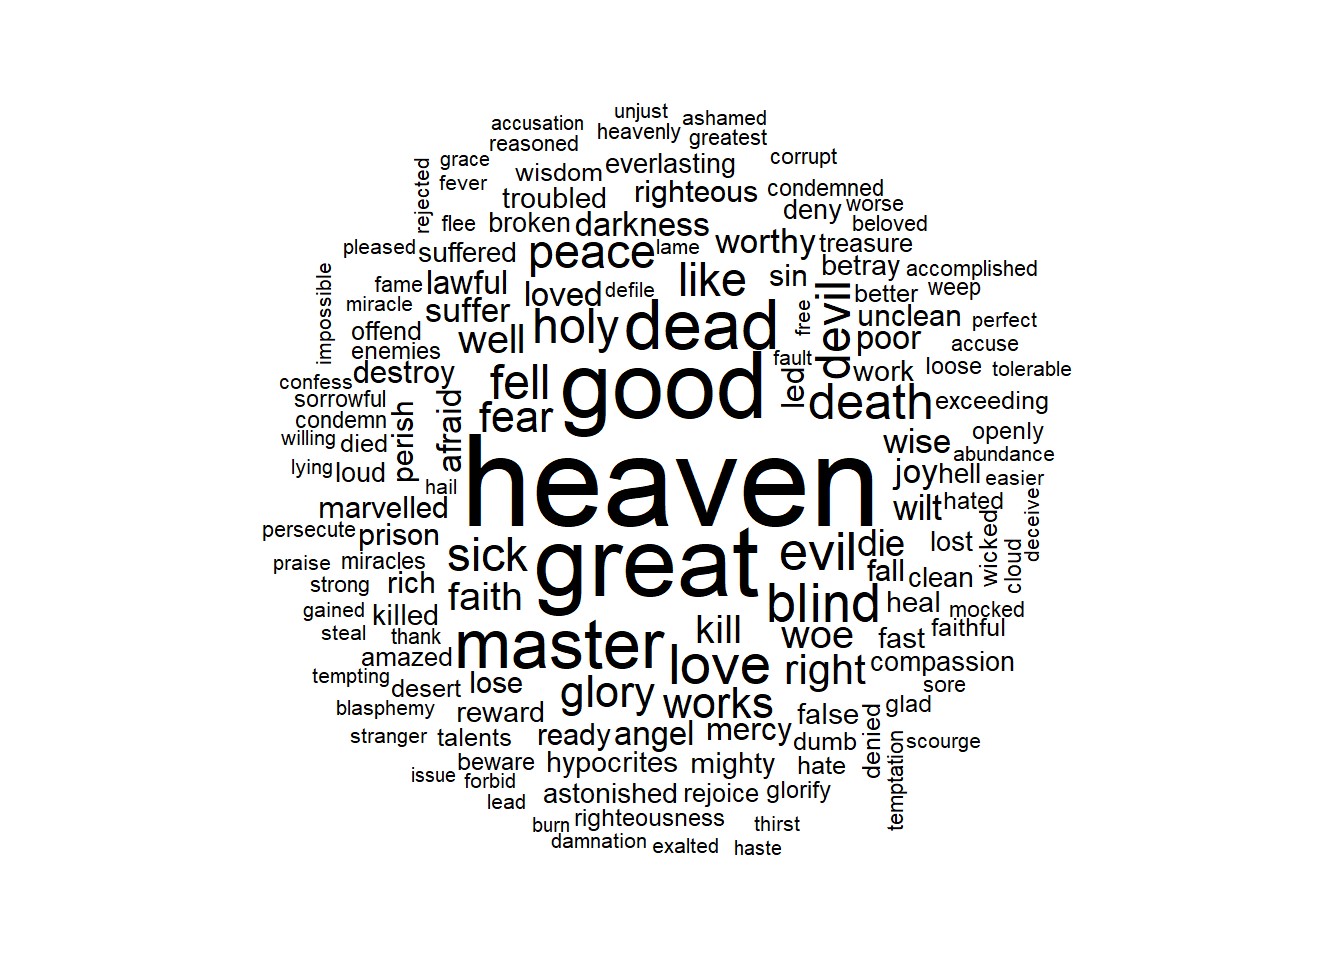 unjust
ashamed
accusation
heavenly
greatest
reasoned
corrupt
grace
wisdom
everlasting
rejected
fever
troubled
righteous
condemned
deny
worse
flee
broken
darkness
beloved
pleased
suffered
peace
lame
worthy
treasure
impossible
fame
lawful
loved
defile
like
sin
betray
accomplished
miracle
suffer
holy
dead
free
devil
better
weep
offend
well
unclean
perfect
enemies
fault
poor
accuse
confess
destroy
fell
good
led
work
loose
tolerable
sorrowful
afraid
fear
death
exceeding
condemn
perish
willing
died
heaven
wise
openly
abundance
lying
loud
hail
joy
hell
easier
marvelled
wilt
hated
deceive
persecute
prison
sick
great
evil
die
lost
wicked
cloud
praise
miracles
fall
clean
strong
rich
faith
blind
heal
mocked
gained
killed
steal
thank
master
kill
woe
fast
faithful
amazed
love
right
compassion
tempting
desert
lose
sore
blasphemy
reward
glory
works
false
denied
glad
stranger
talents
ready
angel
mercy
dumb
temptation
scourge
beware
hypocrites
mighty
hate
issue
forbid
lead
astonished
rejoice
glorify
burn
righteousness
thirst
damnation
exalted
haste